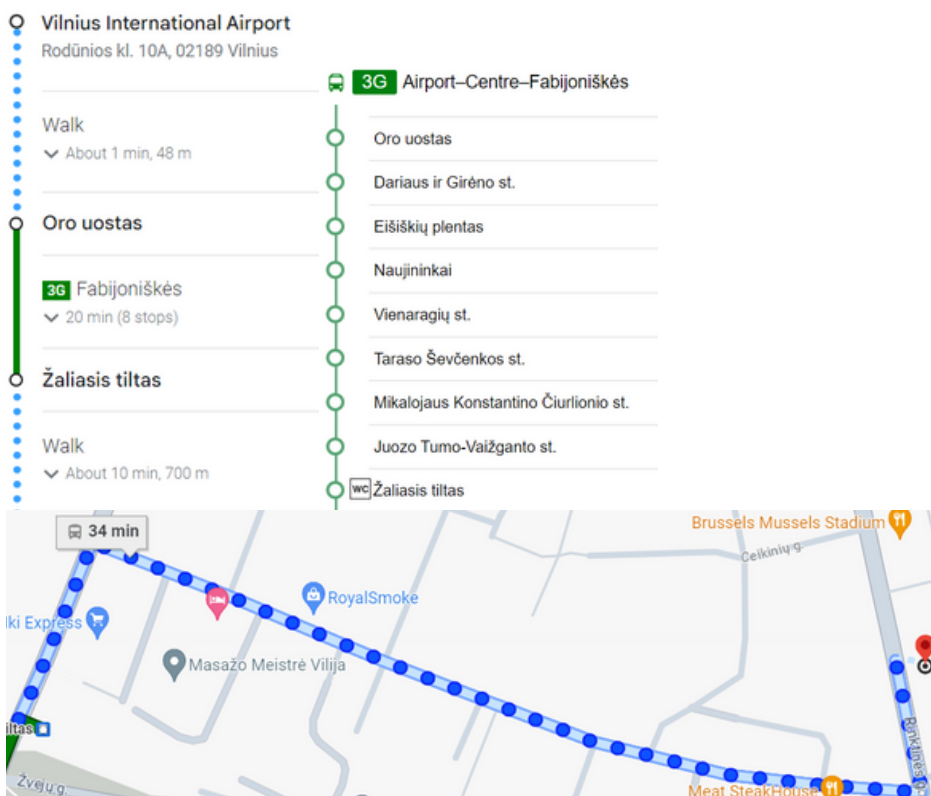 Vilnius International Airport
Rodūnios kl. 10A, 02189 Vilnius
Walk
About 1 min, 48 m
Oro uostas
3G Fabijoniškės
20 min (8 stops)
Žaliasis tiltas
Walk
About 10 min, 700 m
3G Airport–Centre–Fabijoniškės
Oro uostas
Dariaus ir Girėno st.
Eišiškių plentas
Naujininkai
Vienaragių st.
Taraso Ševčenkos st.
Mikalojaus Konstantino Čiurlionio st.
Juozo Tumo-Vaižganto st.
WC Žaliasis tiltas
34 min
Brussels Mussels Stadium
Ceikinių g.
RoyalSmoke
ki Express
Masažo Meistrė Vilija
iltas
Rinktinės g.
Žvejų g.
Meat SteakHouse